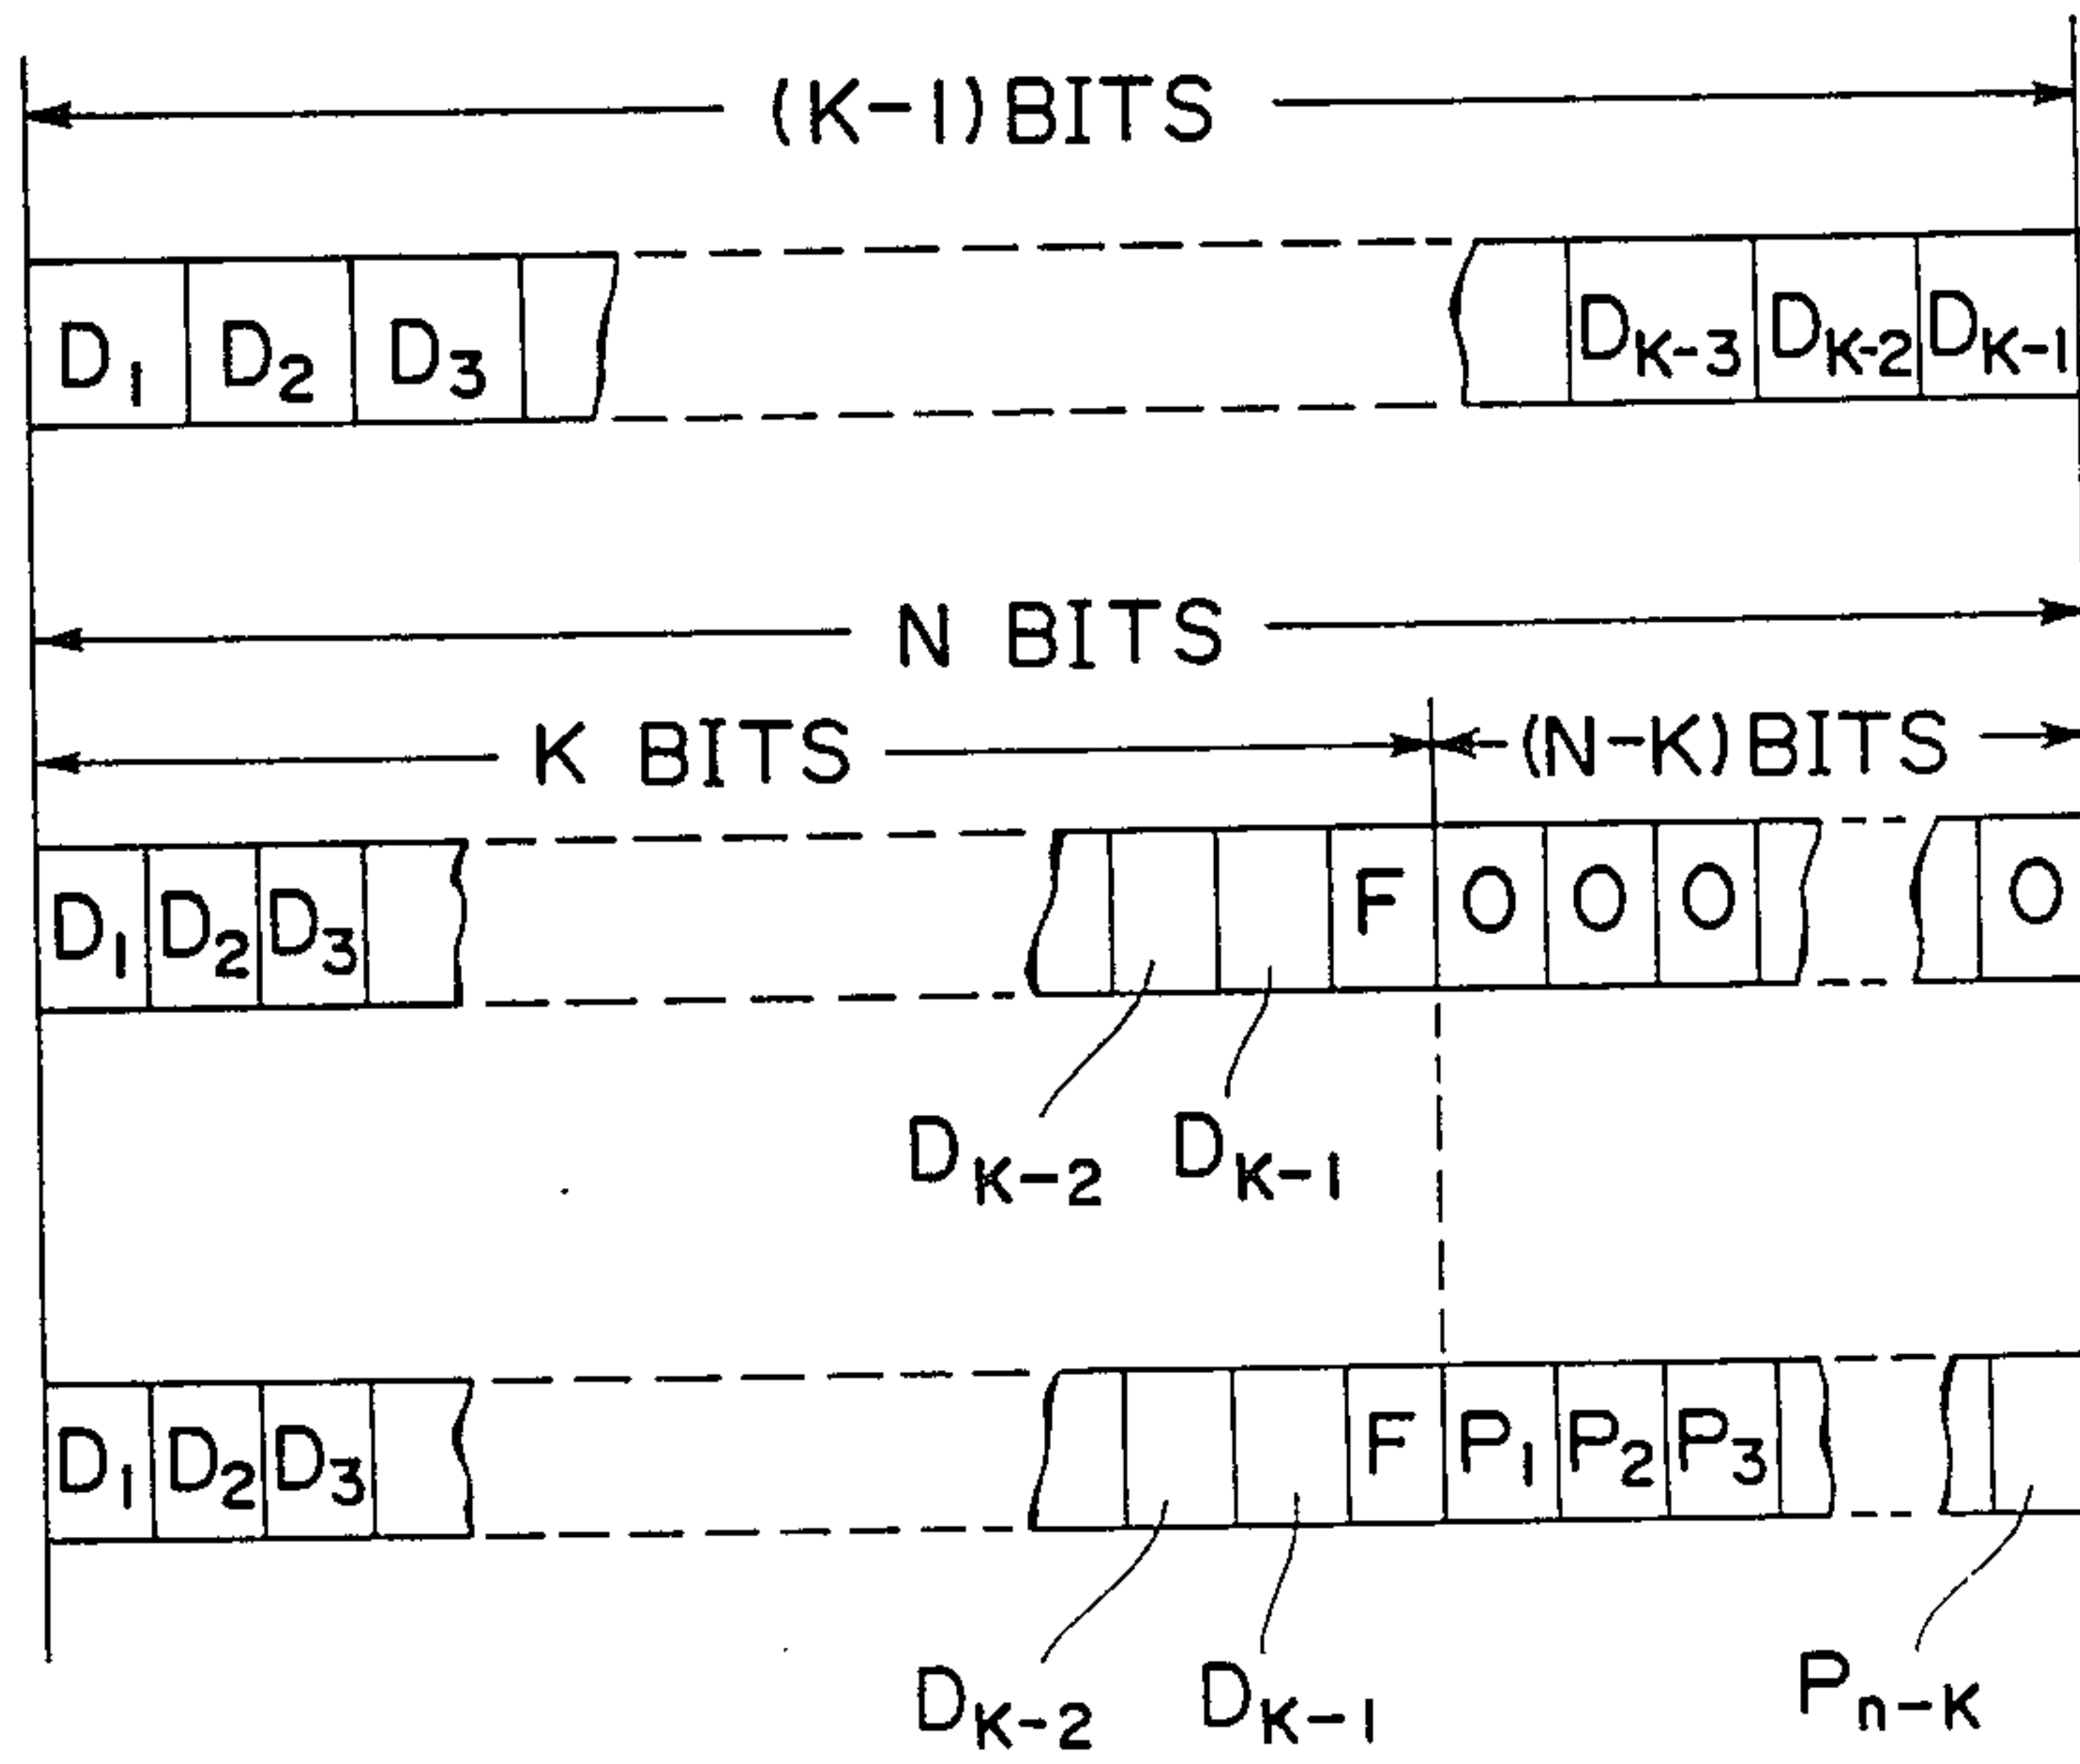 (K-1)BITS
D1 D2 D3 DK-3 DK-2 DK-1
N BITS
K BITS (N-K)BITS
D1 D2 D3 F 0 0 0 0
DK-2 DK-1
D1 D2 D3 F P1 P2 P3
DK-2 DK-1 Pn-K